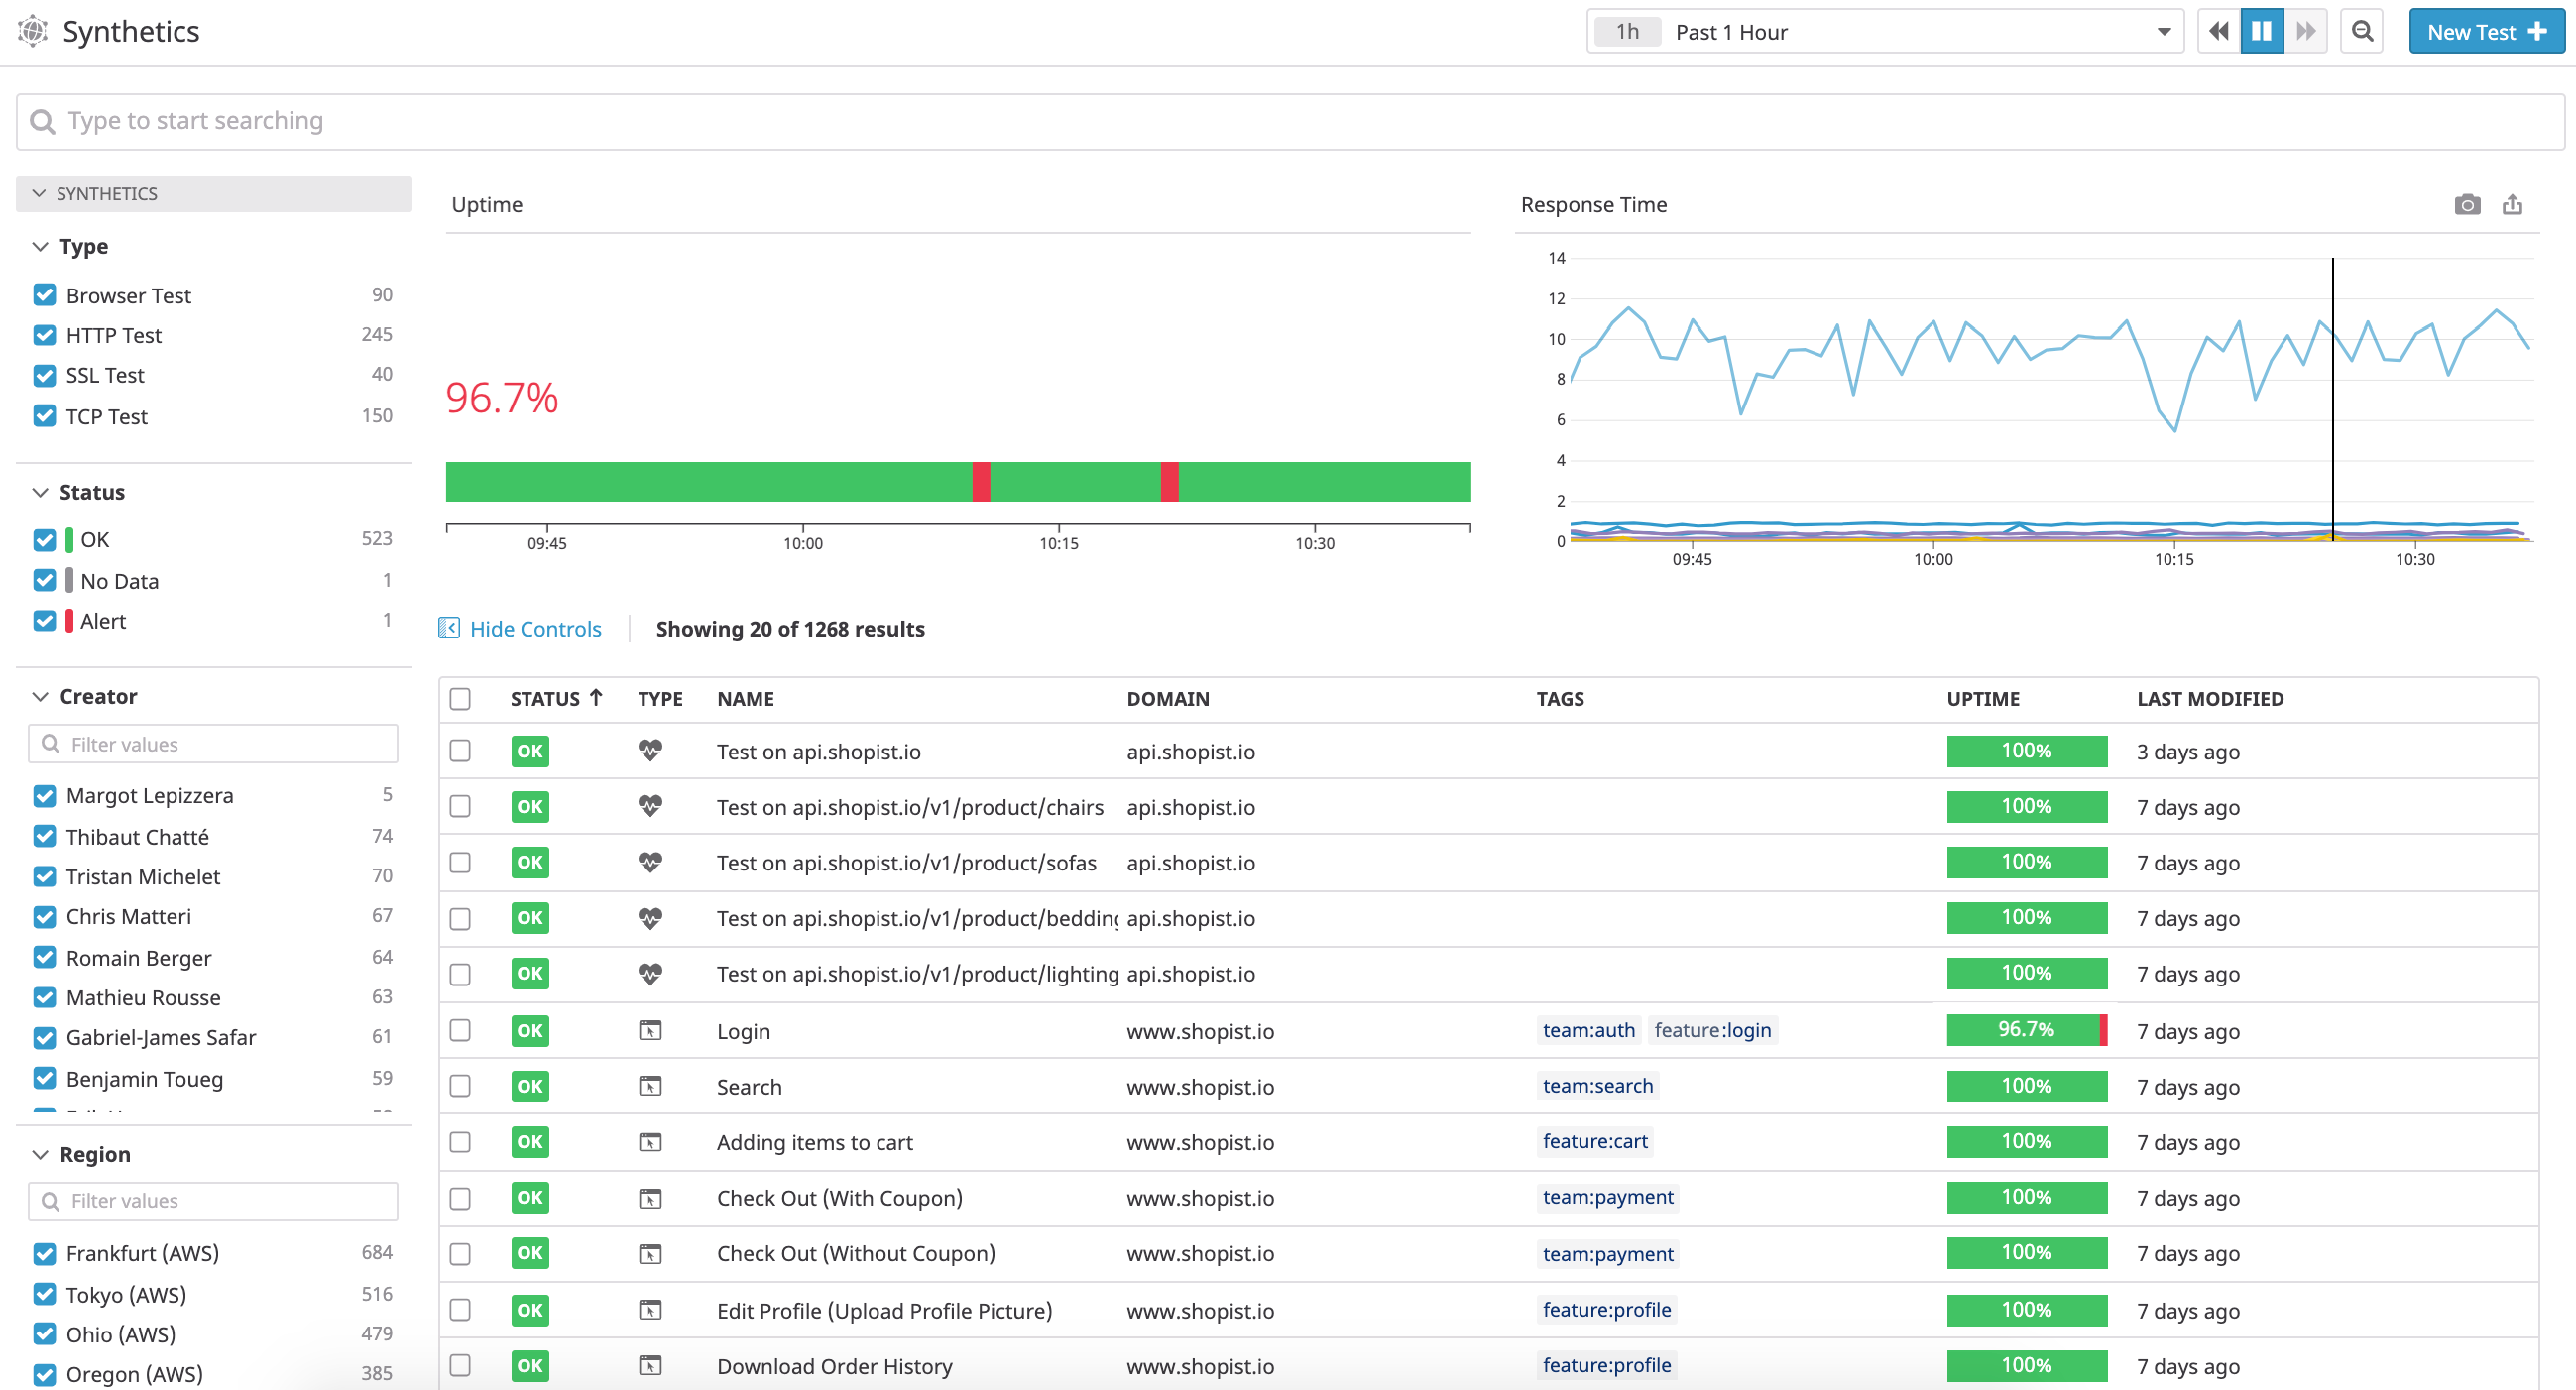 Synthetics
1h Past 1 Hour
New Test
Type to start searching
SYNTHETICS
Type
Browser Test 90
HTTP Test 245
SSL Test 40
TCP Test 150
Status
OK 523
No Data 1
Alert 1
Creator
Filter values
Margot Lepizzera 5
Thibaut Chatté 74
Tristan Michelet 70
Chris Matteri 67
Romain Berger 64
Mathieu Rousse 63
Gabriel-James Safar 61
Benjamin Toueg 59
Region
Filter values
Frankfurt (AWS) 684
Tokyo (AWS) 516
Ohio (AWS) 479
Oregon (AWS) 385
Uptime
96.7%
09:45 10:00 10:15 10:30
Response Time
14
12
10
8
6
4
2
0
09:45 10:00 10:15 10:30
Hide Controls Showing 20 of 1268 results
STATUS TYPE NAME DOMAIN TAGS UPTIME LAST MODIFIED
OK Test on api.shopist.io api.shopist.io 100% 3 days ago
OK Test on api.shopist.io/v1/product/chairs api.shopist.io 100% 7 days ago
OK Test on api.shopist.io/v1/product/sofas api.shopist.io 100% 7 days ago
OK Test on api.shopist.io/v1/product/bedding api.shopist.io 100% 7 days ago
OK Test on api.shopist.io/v1/product/lighting api.shopist.io 100% 7 days ago
OK Login www.shopist.io team:auth feature:login 96.7% 7 days ago
OK Search www.shopist.io team:search 100% 7 days ago
OK Adding items to cart www.shopist.io feature:cart 100% 7 days ago
OK Check Out (With Coupon) www.shopist.io team:payment 100% 7 days ago
OK Check Out (Without Coupon) www.shopist.io team:payment 100% 7 days ago
OK Edit Profile (Upload Profile Picture) www.shopist.io feature:profile 100% 7 days ago
OK Download Order History www.shopist.io feature:profile 100% 7 days ago